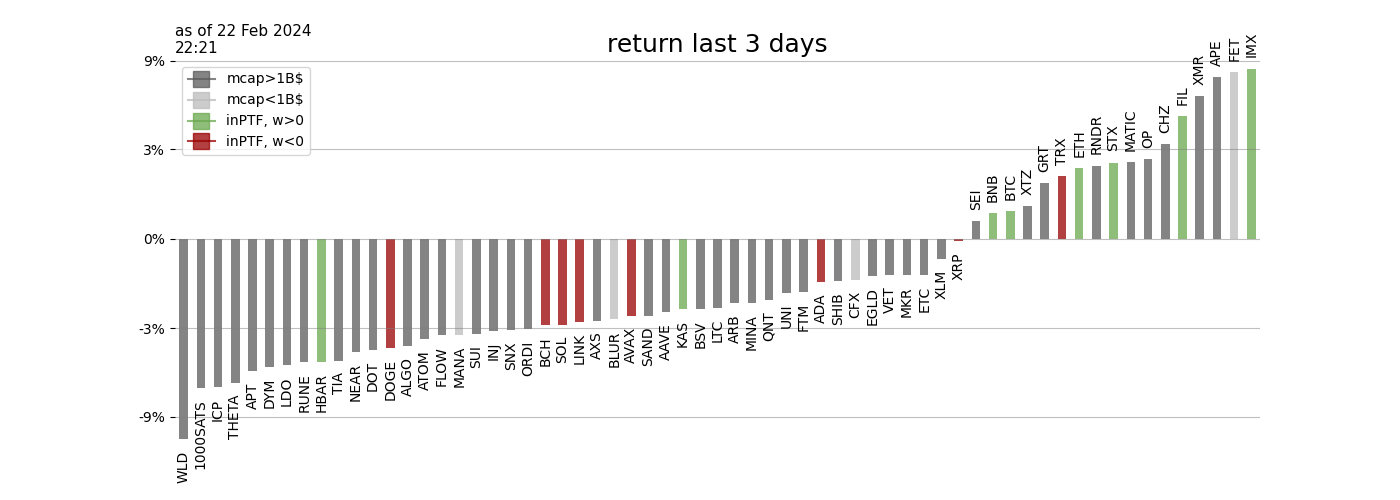 as of 22 Feb 2024
22:21
return last 3 days
9%
3%
0%
-3%
-9%
mcap>1B$
mcap<1B$
inPTF, w>0
inPTF, w<0
WLD
1000SATS
ICP
THETA
APT
DYM
LDO
RUNE
HBAR
TIA
NEAR
DOT
DOGE
ALGO
ATOM
FLOW
MANA
SUI
INJ
SNX
ORDI
BCH
SOL
LINK
AXS
BLUR
AVAX
SAND
AAVE
KAS
BSV
LTC
ARB
MINA
QNT
UNI
FTM
ADA
SHIB
CFX
EGLD
VET
MKR
ETC
XLM
XRP
SEI
BNB
BTC
XTZ
GRT
TRX
ETH
RNDR
STX
MATIC
OP
CHZ
FIL
XMR
APE
FET
IMX